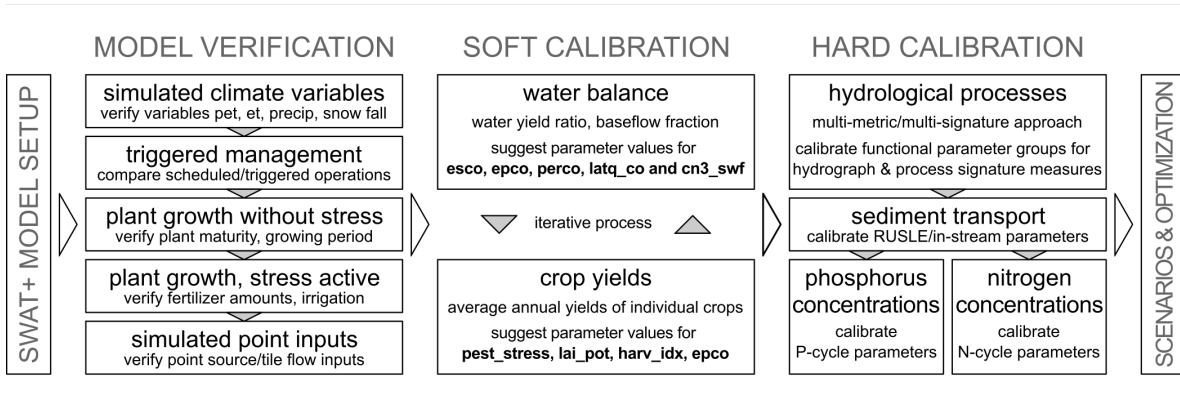 SWAT+ MODEL SETUP
MODEL VERIFICATION
simulated climate variables
verify variables pet, et, precip, snow fall
triggered management
compare scheduled/triggered operations
plant growth without stress
verify plant maturity, growing period
plant growth, stress active
verify fertilizer amounts, irrigation
simulated point inputs
verify point source/tile flow inputs
SOFT CALIBRATION
water balance
water yield ratio, baseflow fraction
suggest parameter values for
esco, epco, perco, latq_co and cn3_swf
iterative process
crop yields
average annual yields of individual crops
suggest parameter values for
pest_stress, lai_pot, harv_idx, epco
HARD CALIBRATION
hydrological processes
multi-metric/multi-signature approach
calibrate functional parameter groups for
hydrograph & process signature measures
sediment transport
calibrate RUSLE/in-stream parameters
phosphorus
concentrations
calibrate
P-cycle parameters
nitrogen
concentrations
calibrate
N-cycle parameters
SCENARIOS & OPTIMIZATION